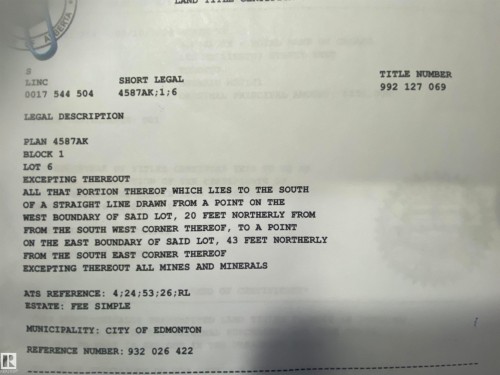 ALBERTA
LAND TITLE
S
LINC SHORT LEGAL TITLE NUMBER
0017 544 504 4587AK;1;6 992 127 069
LEGAL DESCRIPTION
PLAN 4587AK
BLOCK 1
LOT 6
EXCEPTING THEREOUT
ALL THAT PORTION THEREOF WHICH LIES TO THE SOUTH
OF A STRAIGHT LINE DRAWN FROM A POINT ON THE
WEST BOUNDARY OF SAID LOT, 20 FEET NORTHERLY FROM
FROM THE SOUTH WEST CORNER THEREOF, TO A POINT
ON THE EAST BOUNDARY OF SAID LOT, 43 FEET NORTHERLY
FROM THE SOUTH EAST CORNER THEREOF
EXCEPTING THEREOUT ALL MINES AND MINERALS
ATS REFERENCE: 4;24;53;26;RL
ESTATE: FEE SIMPLE
MUNICIPALITY: CITY OF EDMONTON
REFERENCE NUMBER: 932 026 422